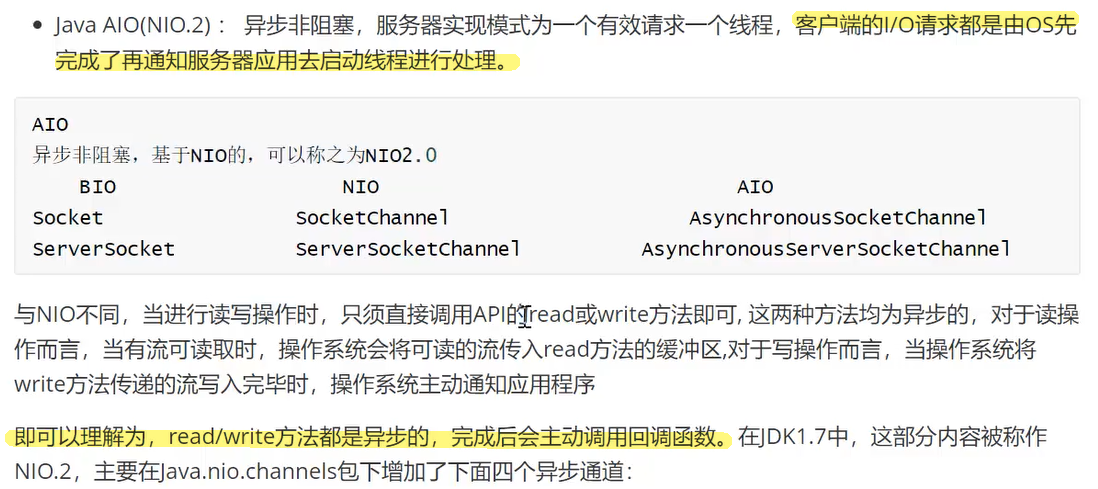 • Java AIO(NIO.2)： 异步非阻塞，服务器实现模式为一个有效请求一个线程，客户端的I/O请求都是由OS先
完成了再通知服务器应用去启动线程进行处理。
AIO
异步非阻塞，基于NIO的，可以称之为NIO2.0
BIO NIO AIO
Socket SocketChannel AsynchronousSocketChannel
ServerSocket ServerSocketChannel AsynchronousServerSocketChannel
与NIO不同，当进行读写操作时，只须直接调用API的read或write方法即可, 这两种方法均为异步的，对于读操
作而言，当有流可读取时，操作系统会将可读的流传入read方法的缓冲区,对于写操作而言，当操作系统将
write方法传递的流写入完毕时，操作系统主动通知应用程序
即可以理解为，read/write方法都是异步的，完成后会主动调用回调函数。在JDK1.7中，这部分内容被称作
NIO.2，主要在Java.nio.channels包下增加了下面四个异步通道：